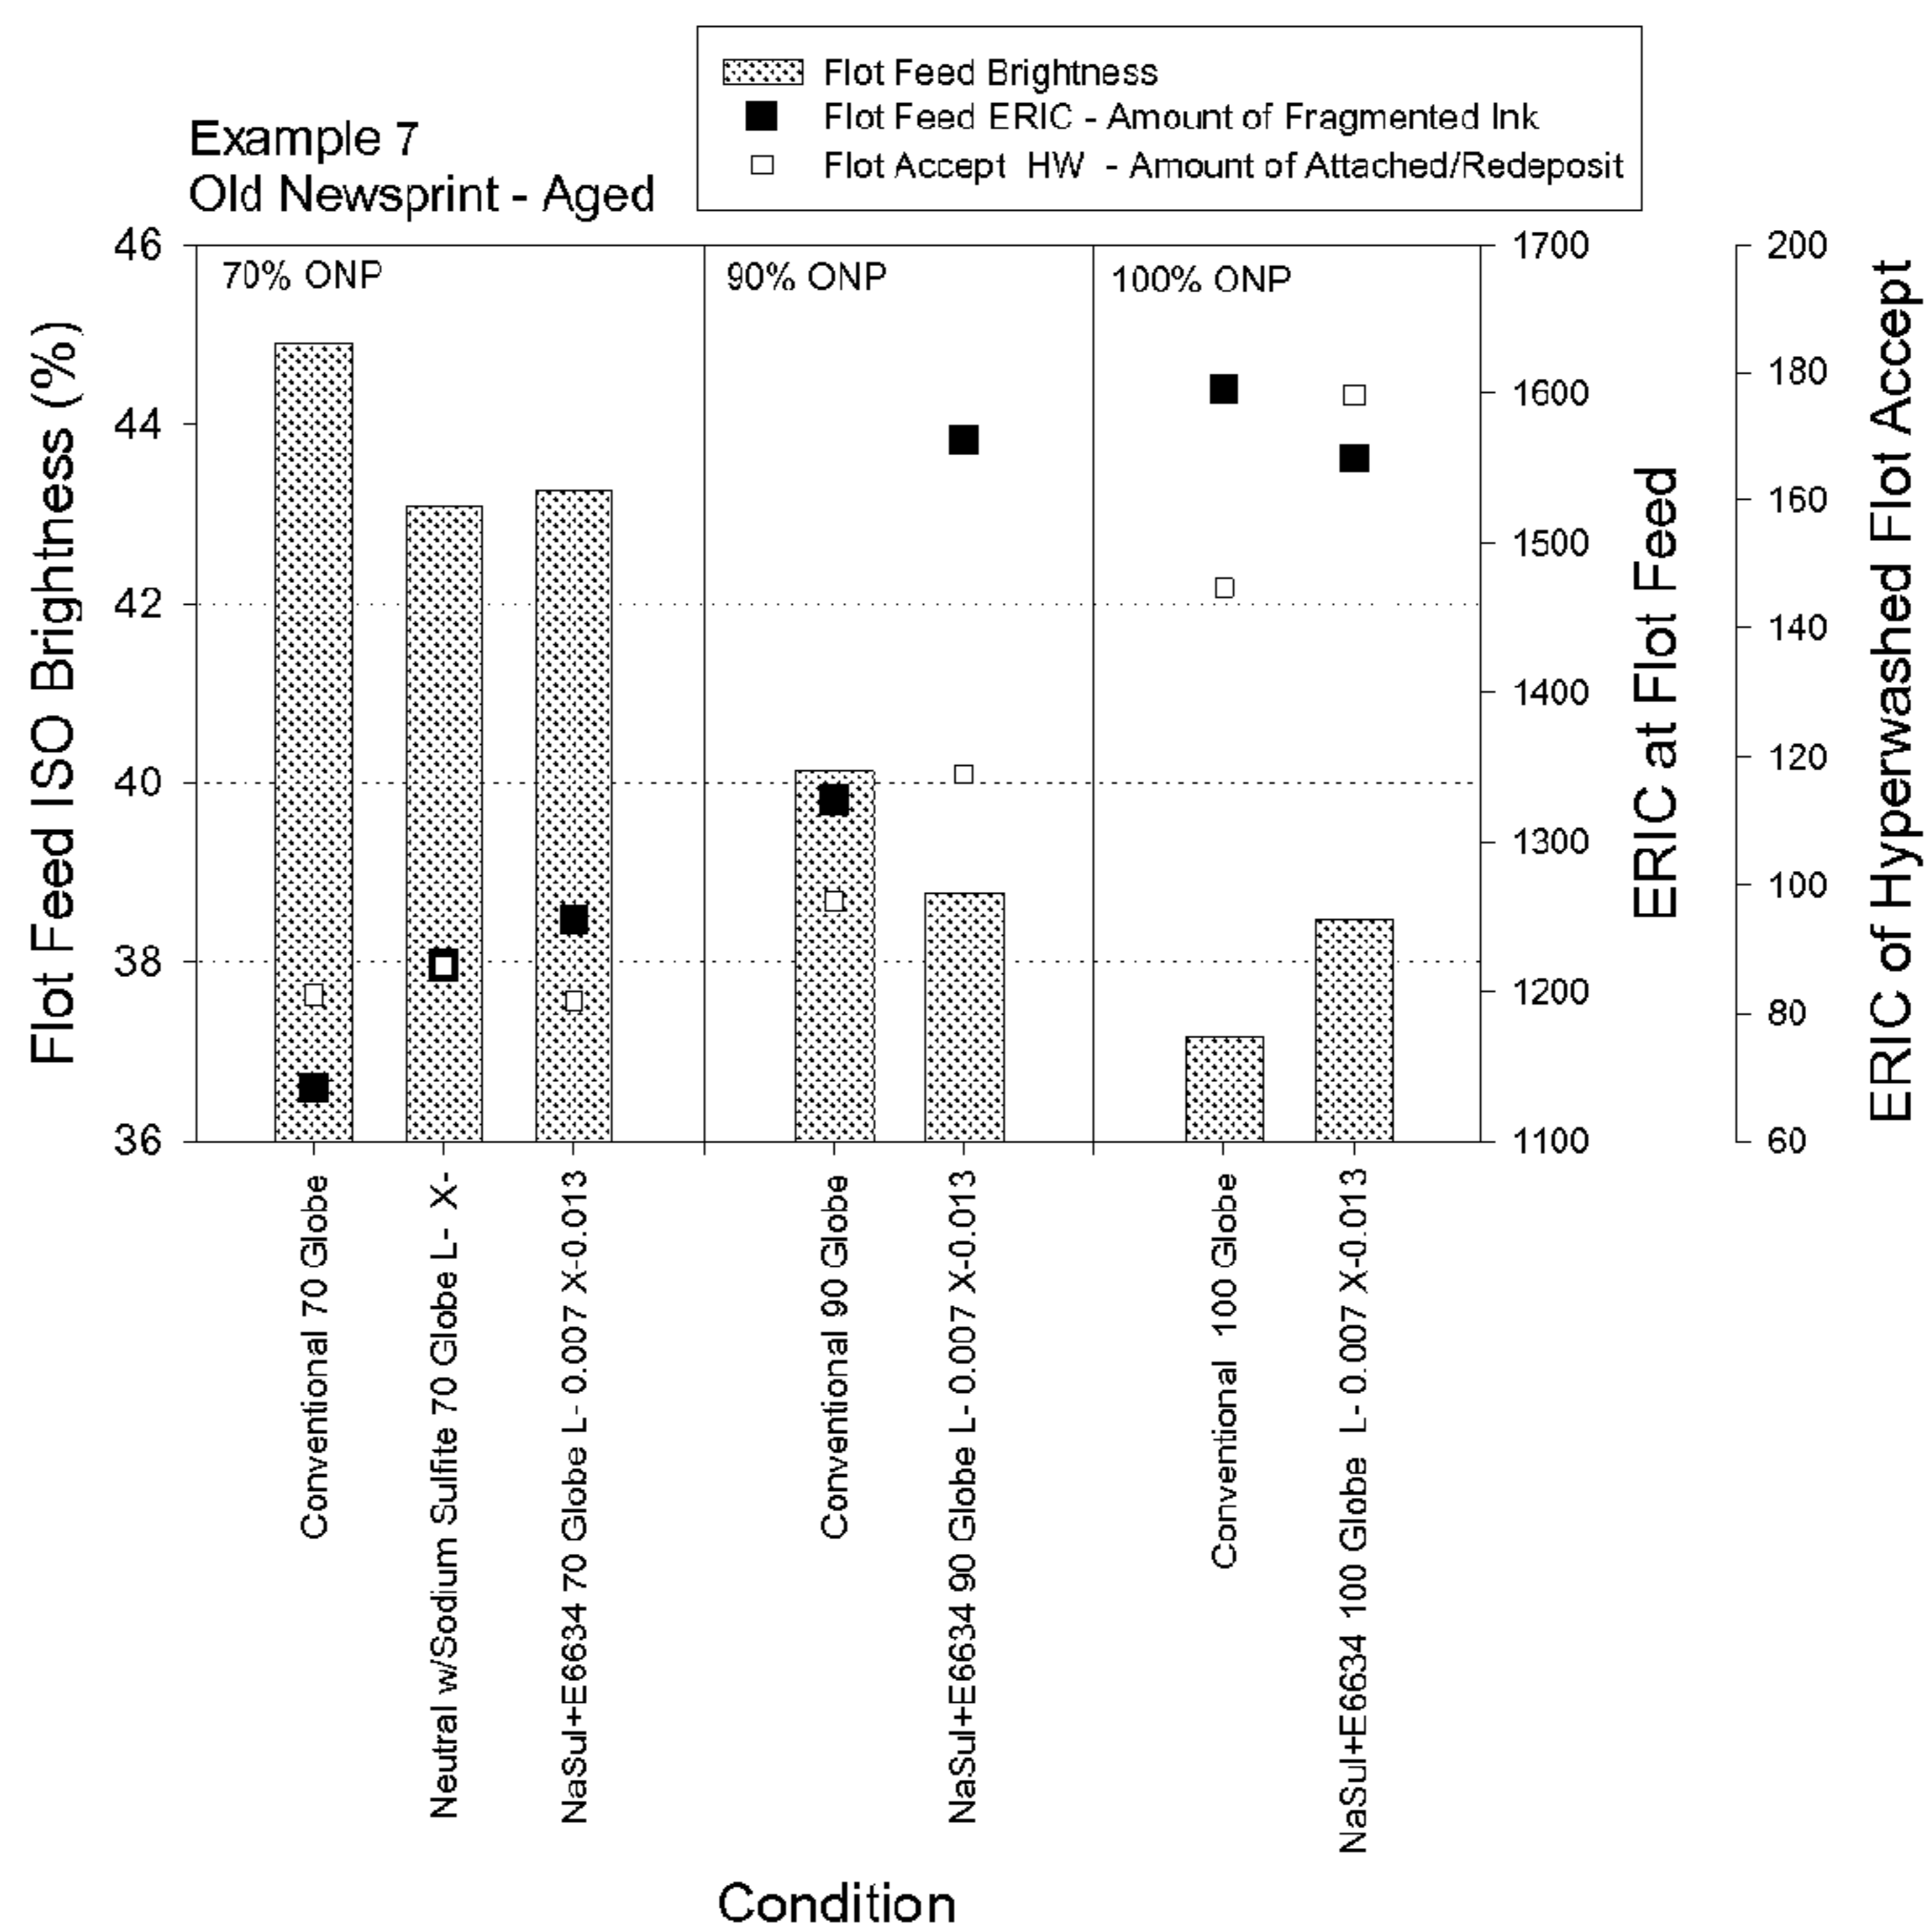 Flot Feed Brightness
Flot Feed ERIC - Amount of Fragmented Ink
Flot Accept HW - Amount of Attached/Redeposit
Example 7
Old Newsprint - Aged
70% ONP
90% ONP
100% ONP
Flot Feed ISO Brightness (%)
46
44
42
40
38
36
1700
1600
1500
1400
1300
1200
1100
ERIC at Flot Feed
200
180
160
140
120
100
80
60
ERIC of Hyperwashed Flot Accept
Conventional 70 Globe
Neutral w/Sodium Sulfite 70 Globe L- X-
NaSul+E6634 70 Globe L- 0.007 X-0.013
Conventional 90 Globe
NaSul+E6634 90 Globe L- 0.007 X-0.013
Conventional 100 Globe
NaSul+E6634 100 Globe L- 0.007 X-0.013
Condition